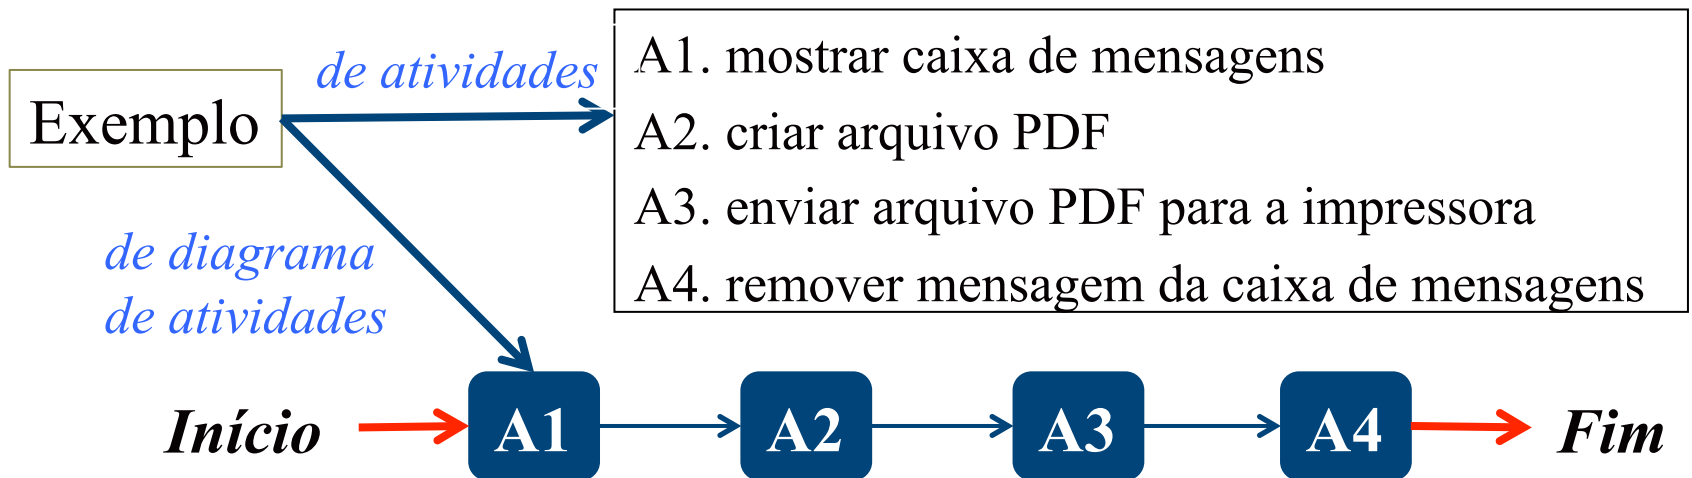 Exemplo
de atividades
A1. mostrar caixa de mensagens
A2. criar arquivo PDF
A3. enviar arquivo PDF para a impressora
A4. remover mensagem da caixa de mensagens
de diagrama
de atividades
Início A1 A2 A3 A4 Fim